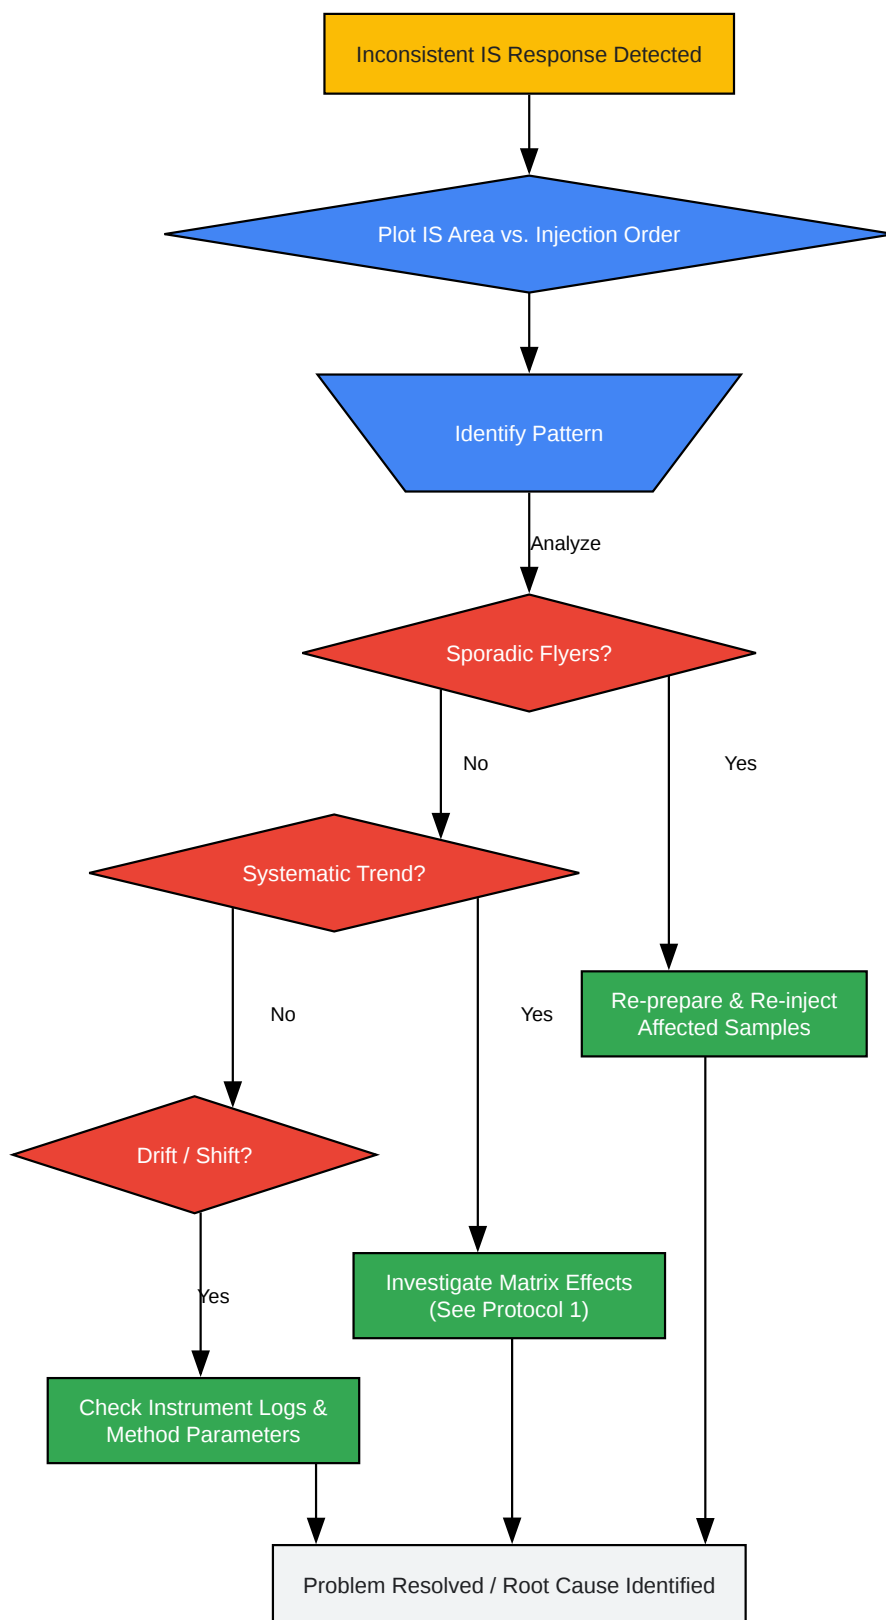 Inconsistent IS Response Detected
Plot IS Area vs. Injection Order
Identify Pattern
Analyze
Sporadic Flyers?
No
Yes
Systematic Trend?
No
Yes
Re-prepare & Re-inject
Affected Samples
Drift / Shift?
Yes
Investigate Matrix Effects
(See Protocol 1)
Check Instrument Logs &
Method Parameters
Problem Resolved / Root Cause Identified